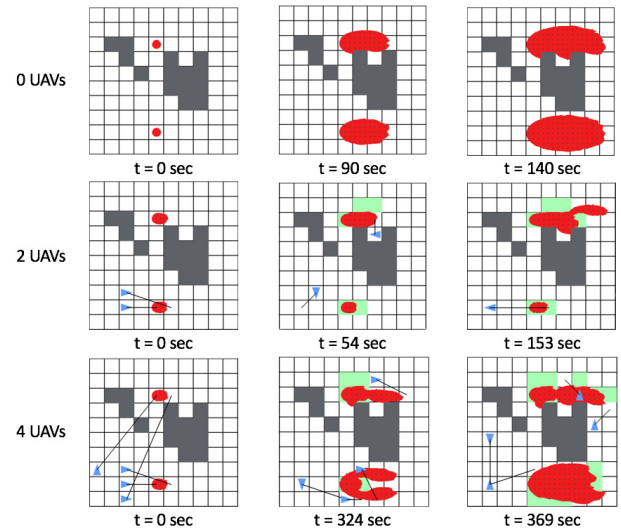 0 UAVs
t = 0 sec
t = 90 sec
t = 140 sec
2 UAVs
t = 0 sec
t = 54 sec
t = 153 sec
4 UAVs
t = 0 sec
t = 324 sec
t = 369 sec